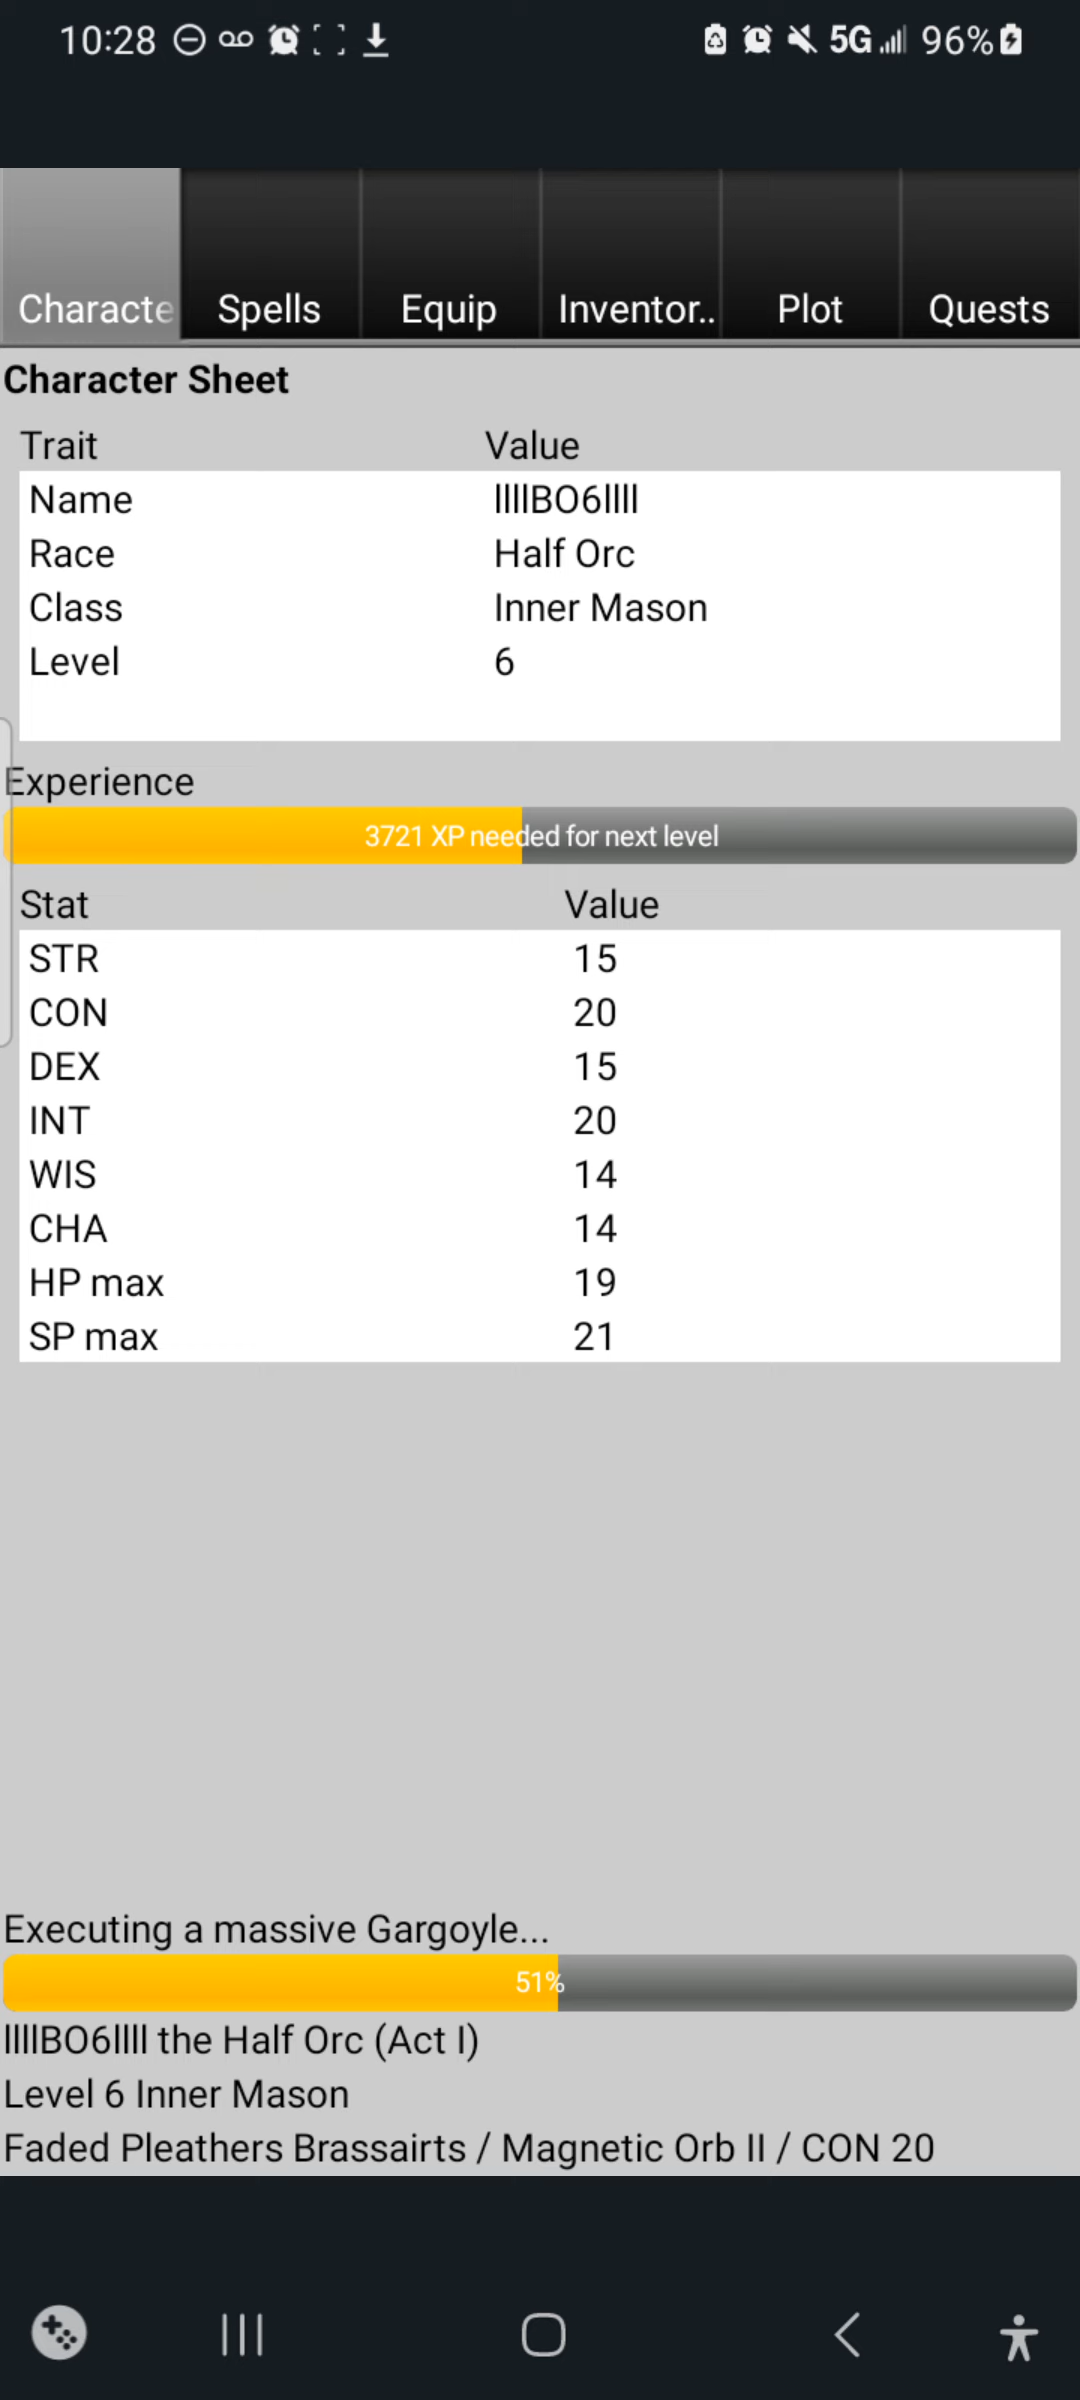 10:28 5G 96%
Characte Spells Equip Inventor.. Plot Quests
Character Sheet
Trait Value
Name llllBO6llll
Race Half Orc
Class Inner Mason
Level 6
Experience
3721 XP needed for next level
Stat Value
STR 15
CON 20
DEX 15
INT 20
WIS 14
CHA 14
HP max 19
SP max 21
Executing a massive Gargoyle...
51%
llllBO6llll the Half Orc (Act I)
Level 6 Inner Mason
Faded Pleathers Brassairts / Magnetic Orb II / CON 20